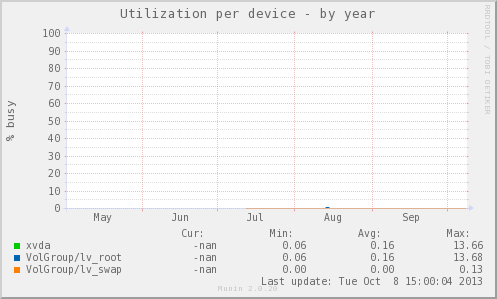 Utilization per device - by year
RRDTOOL / TOBI OETIKER
% busy
100
90
80
70
60
50
40
30
20
10
0
May Jun Jul Aug Sep
Cur: Min: Avg: Max:
xvda -nan 0.06 0.16 13.66
VolGroup/lv_root -nan 0.06 0.16 13.68
VolGroup/lv_swap -nan 0.00 0.00 0.13
Last update: Tue Oct 8 15:00:04 2013
Munin 2.0.20